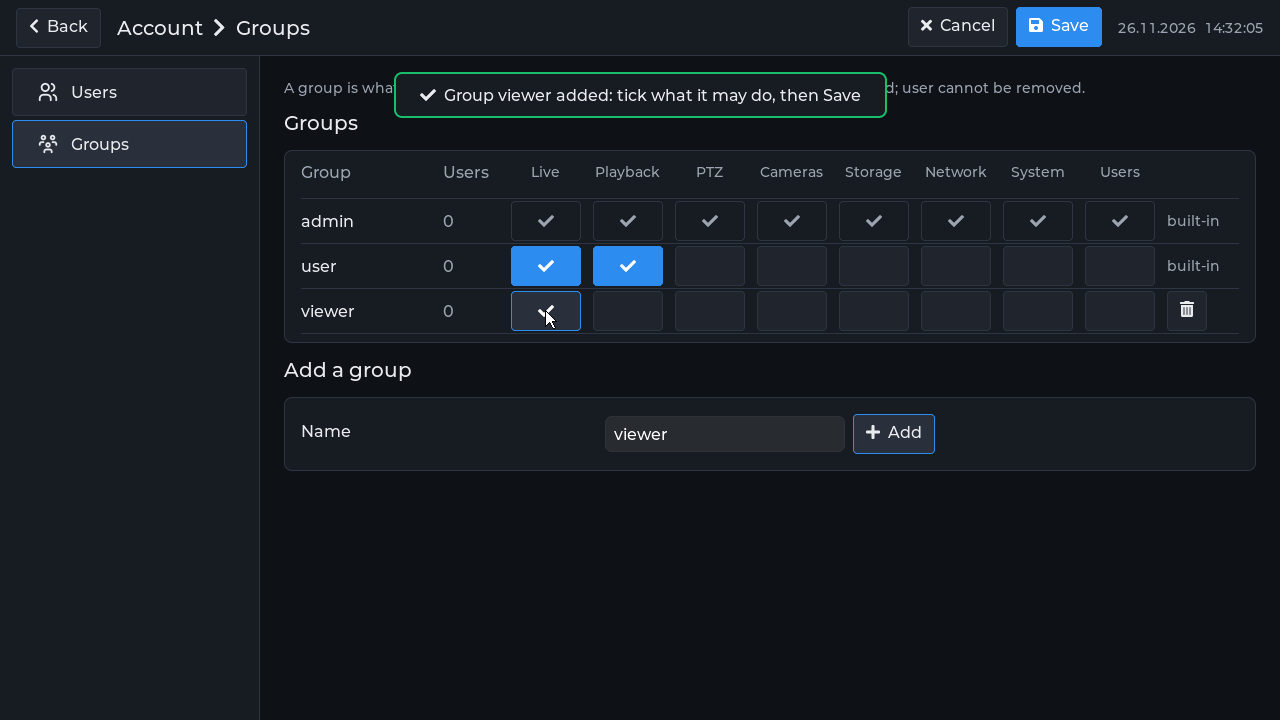 Back
Account > Groups
Cancel
Save
26.11.2026 14:32:05
Users
Groups
A group is
d; user cannot be removed.
Group viewer added: tick what it may do, then Save
Groups
Group Users Live Playback PTZ Cameras Storage Network System Users
admin 0 built-in
user 0 built-in
viewer 0
Add a group
Name viewer Add